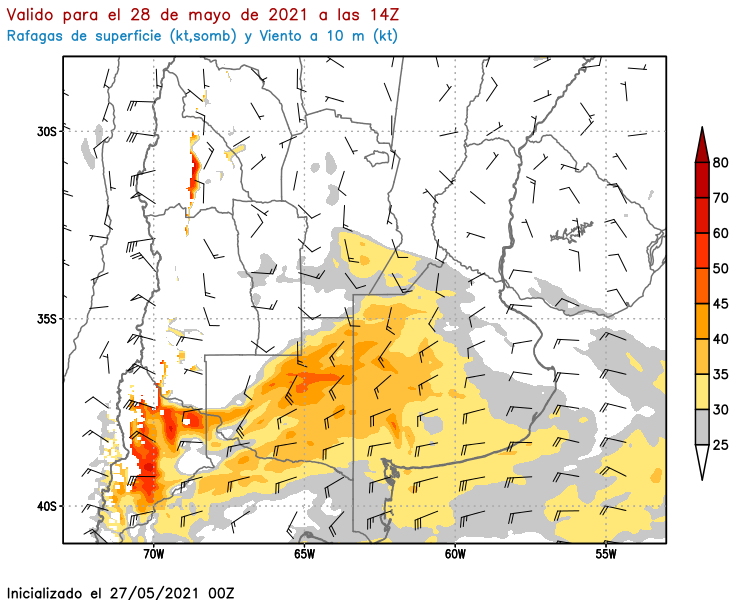 Valido para el 28 de mayo de 2021 a las 14Z
Rafagas de superficie (kt,somb) y Viento a 10 m (kt)
30S
35S
40S
70W
65W
60W
55W
80
70
60
50
45
40
35
30
25
Inicializado el 27/05/2021 00Z